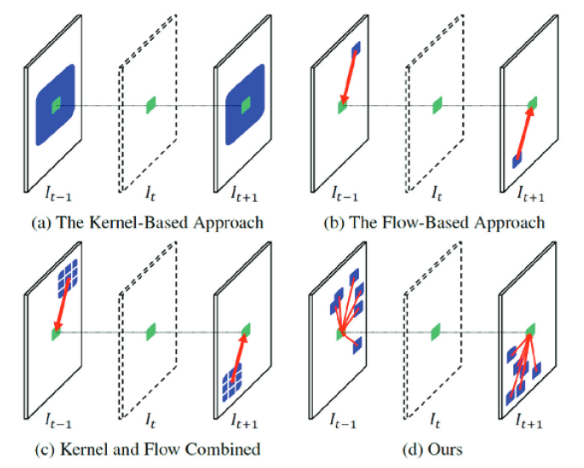 I_{t−1} I_t I_{t+1} I_{t−1} I_t I_{t+1}
(a) The Kernel-Based Approach (b) The Flow-Based Approach
I_{t−1} I_t I_{t+1} I_{t−1} I_t I_{t+1}
(c) Kernel and Flow Combined (d) Ours